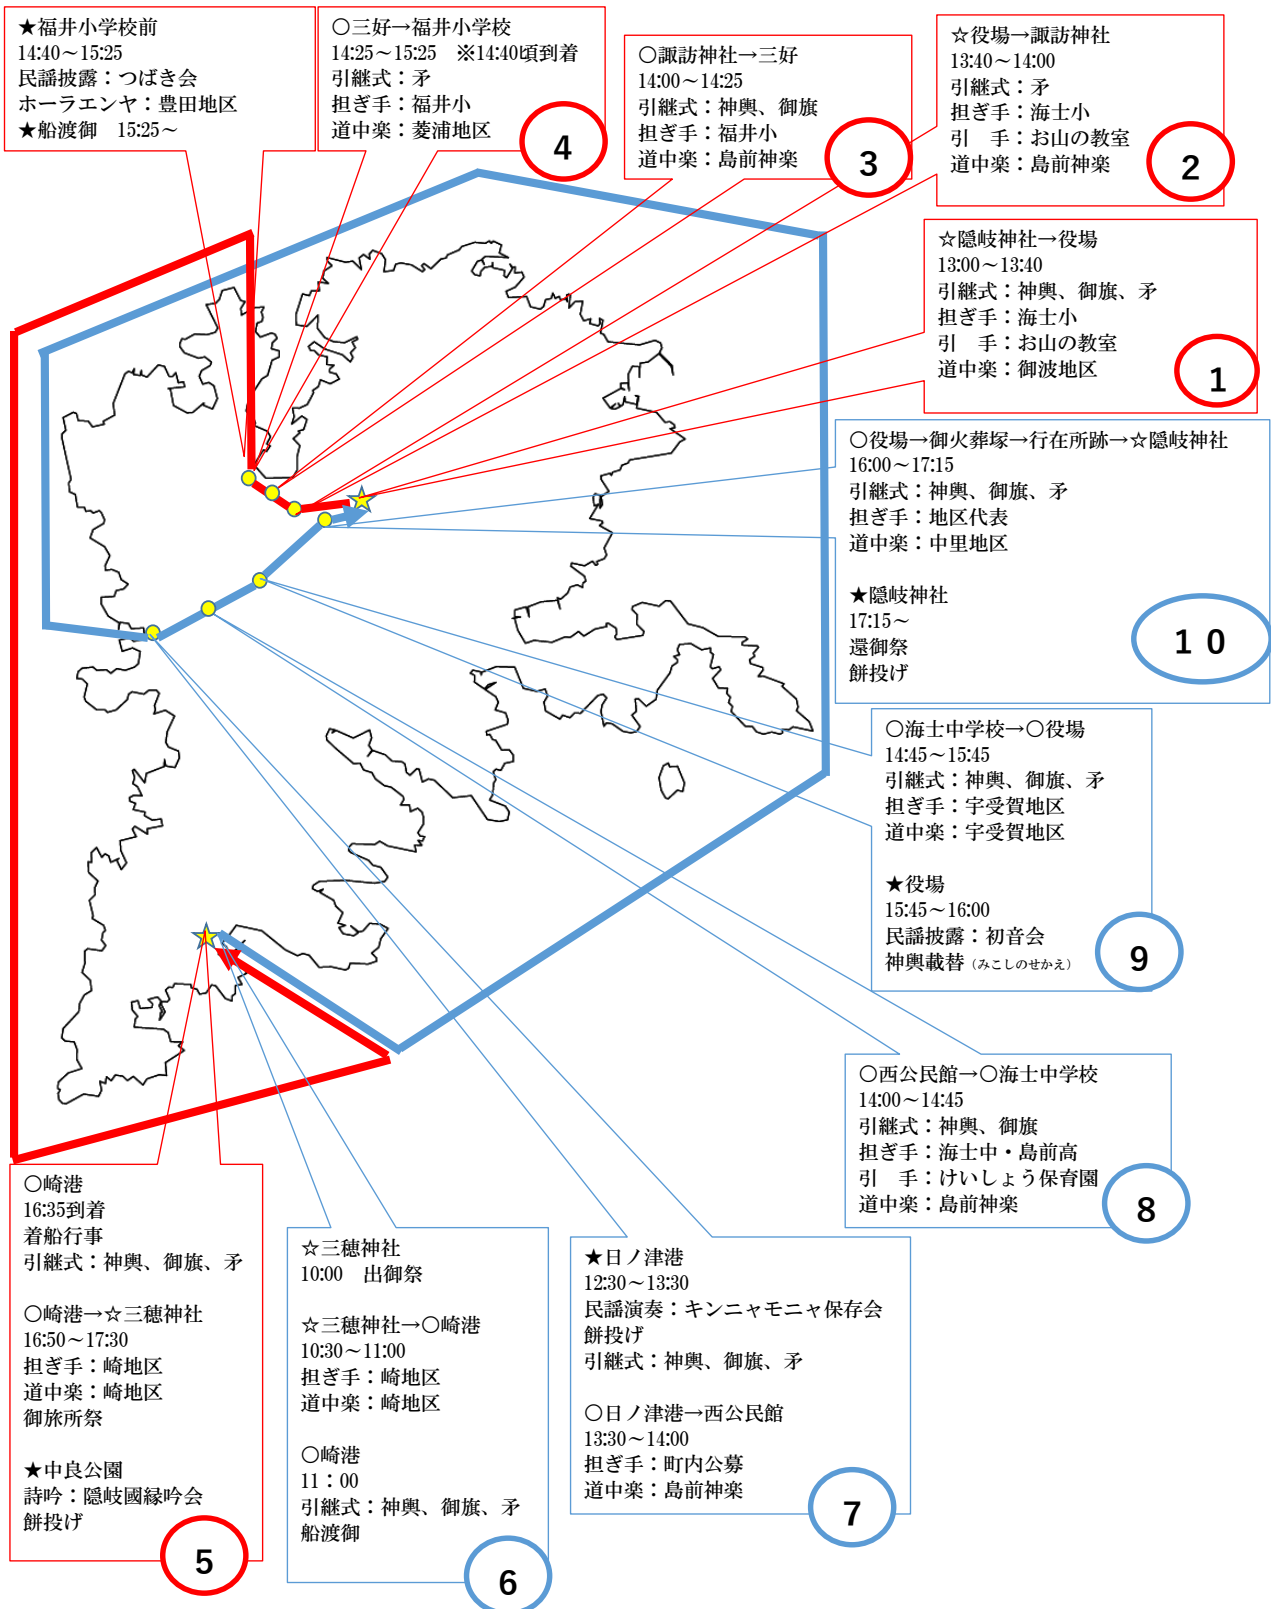 ★福井小学校前
14:40～15:25
民謡披露：つばき会
ホーラエンヤ：豊田地区
★船渡御　15:25～
○三好→福井小学校
14:25～15:25　※14:40頃到着
引継式：矛
担ぎ手：福井小
道中楽：菱浦地区
4
○諏訪神社→三好
14:00～14:25
引継式：神輿、御旗
担ぎ手：福井小
道中楽：島前神楽
3
☆役場→諏訪神社
13:40～14:00
引継式：矛
担ぎ手：海士小
引　手：お山の教室
道中楽：島前神楽
2
☆隠岐神社→役場
13:00～13:40
引継式：神輿、御旗、矛
担ぎ手：海士小
引　手：お山の教室
道中楽：御波地区
1
○役場→御火葬塚→行在所跡→☆隠岐神社
16:00～17:15
引継式：神輿、御旗、矛
担ぎ手：地区代表
道中楽：中里地区
★隠岐神社
17:15～
還御祭
餅投げ
１０
○海士中学校→○役場
14:45～15:45
引継式：神輿、御旗、矛
担ぎ手：宇受賀地区
道中楽：宇受賀地区
★役場
15:45～16:00
民謡披露：初音会
神輿載替（みこしのせかえ）
9
○西公民館→○海士中学校
14:00～14:45
引継式：神輿、御旗
担ぎ手：海士中・島前高
引　手：けいしょう保育園
道中楽：島前神楽
8
○崎港
16:35到着
着船行事
引継式：神輿、御旗、矛
○崎港→☆三穂神社
16:50～17:30
担ぎ手：崎地区
道中楽：崎地区
御旅所祭
★中良公園
詩吟：隠岐國縁吟会
餅投げ
5
☆三穂神社
10:00　出御祭
☆三穂神社→○崎港
10:30～11:00
担ぎ手：崎地区
道中楽：崎地区
○崎港
11：00
引継式：神輿、御旗、矛
船渡御
6
★日ノ津港
12:30～13:30
民謡演奏：キンニャモニャ保存会
餅投げ
引継式：神輿、御旗、矛
○日ノ津港→西公民館
13:30～14:00
担ぎ手：町内公募
道中楽：島前神楽
7